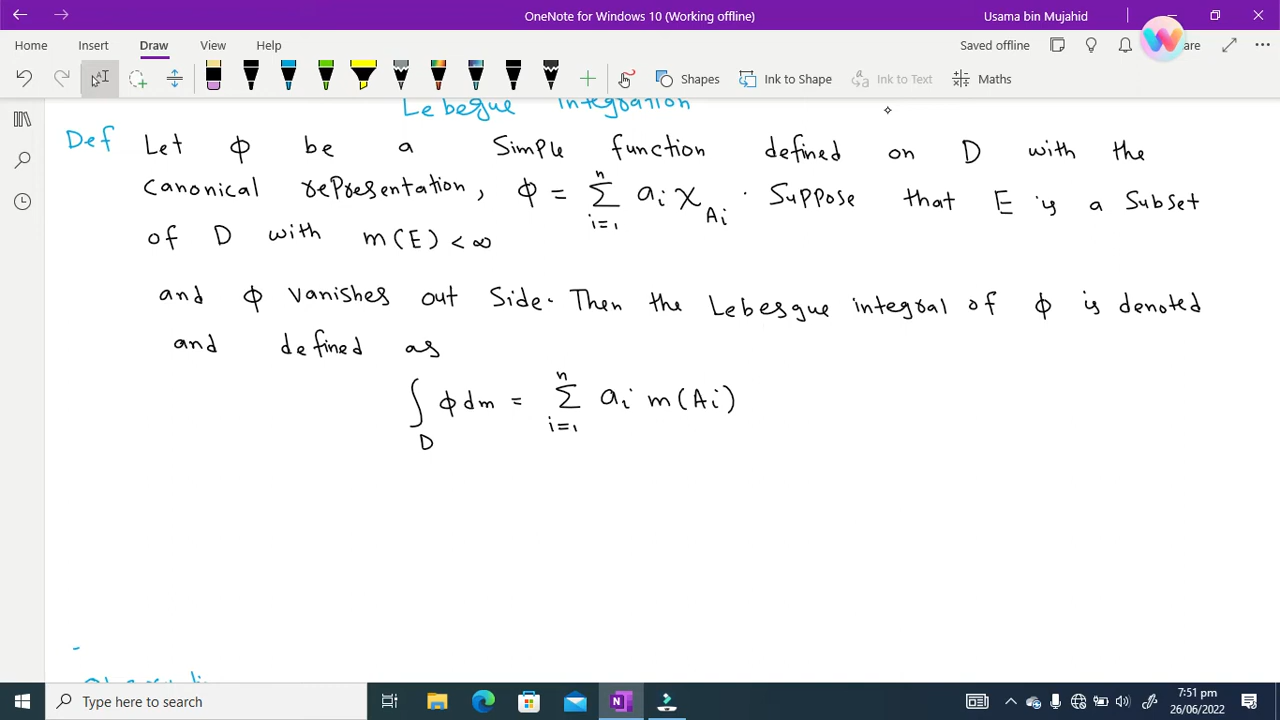 OneNote for Windows 10 (Working offline)
Usama bin Mujahid
Home Insert Draw View Help
Saved offline
Shapes Ink to Shape Ink to Text Maths
Lebesgue integration
Def Let ϕ be a Simple function defined on D with the
canonical rePresentation, ϕ = Σ_{i=1}^{n} a_i χ_{A_i} . Suppose that E is a Subset
of D with m(E) < ∞
and ϕ vanishes out Side. Then the Lebesgue integral of ϕ is denoted
and defined as
∫_D ϕ dm = Σ_{i=1}^{n} a_i m(A_i)
Type here to search
7:51 pm
26/06/2022